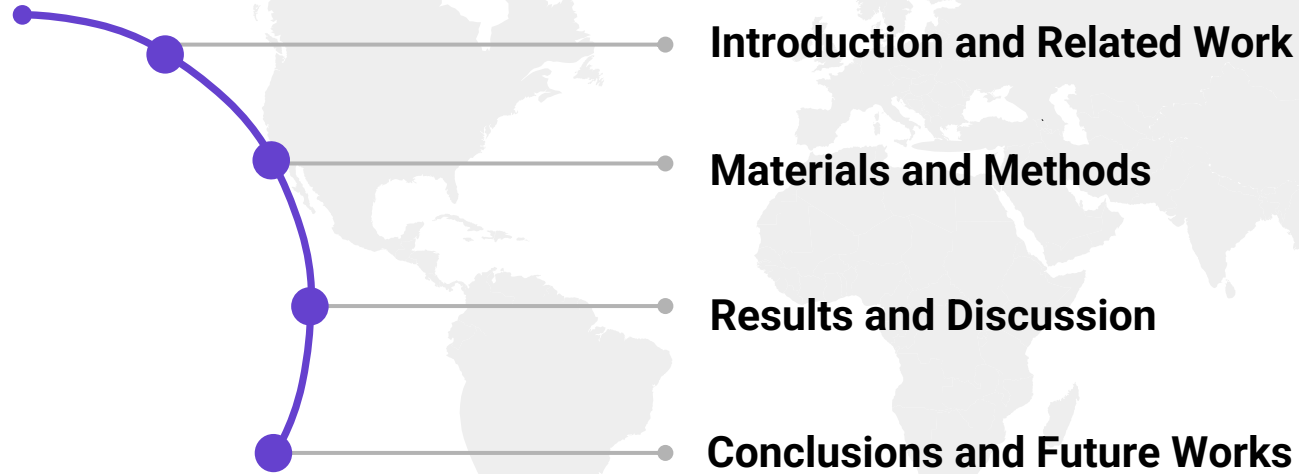 Introduction and Related Work
Materials and Methods
Results and Discussion
Conclusions and Future Works